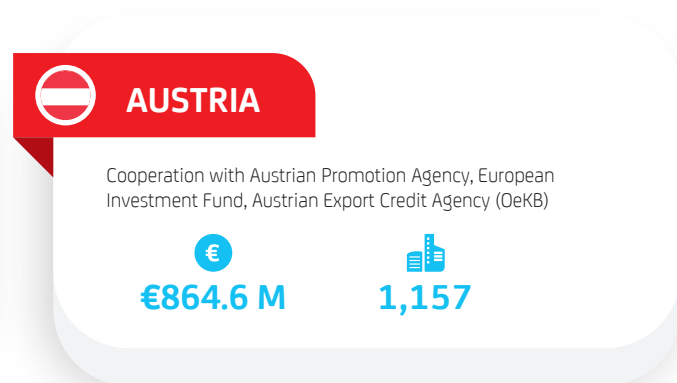 AUSTRIA
Cooperation with Austrian Promotion Agency, European
Investment Fund, Austrian Export Credit Agency (OeKB)
€
€864.6 M
1,157